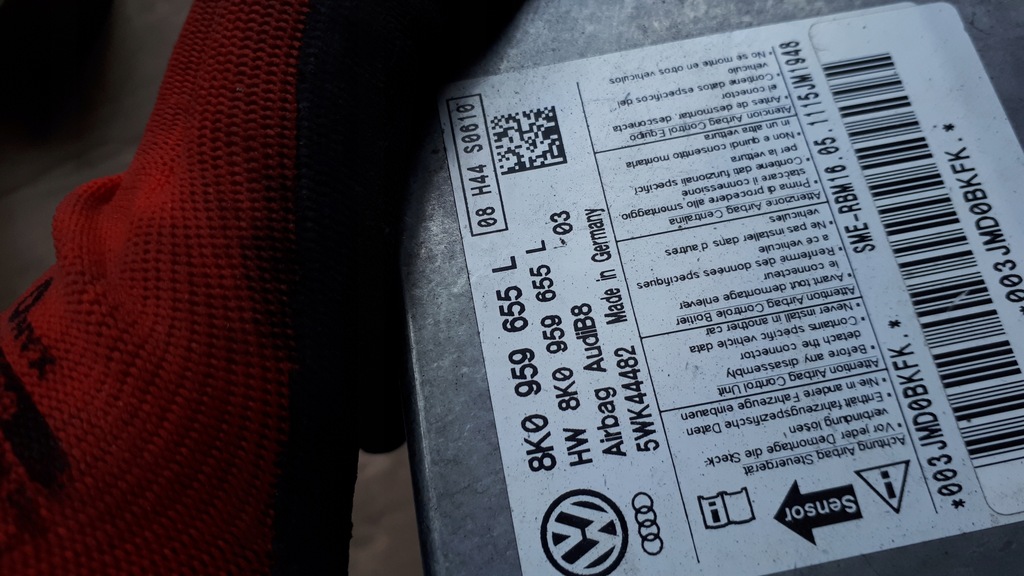 08 H44 S0610
8K0 959 655 L
HW 8K0 959 655 L
-03
Airbag AudiB8
5WK44482 Made in Germany
Sensor
Achtung Airbag Steuergerät
• Vor jeder Demontage die Steck-
verbindung lösen.
• Enthält fahrzeugspezifische Daten
• Nie in andere Fahrzeuge einbauen
Attention Airbag Control Unit
• Before any disassembly
detach the connector
• Contains specific vehicle data
• Never install in another car
Attention Airbag Contrôle Boîtier
• Avant tout démontage enlever
le connecteur
• Renferme des données spécifiques
à ce véhicule
Ne pas installer dans d'autres
véhicules
Attenzione Airbag Centralina
• Prima di procedere allo smontaggio
staccare il connessione
• Contiene dati funzionali specifici,
per la vettura
• Non e quindi consentito montarla
in un altra vettura
Atencion Airbag Control Equipo
• Antes de desmontar desconecta
el conector
• Contiene datos específicos del
vehículo
• No se monte en otros vehículos
SME-RBM16.05.1115JM1948
*003JMD0BKFK.*
*003JMD0BKFK.*